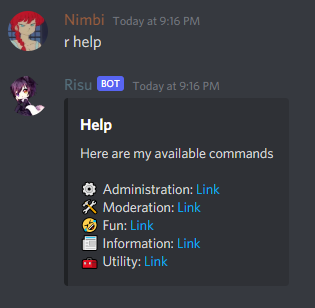 Nimbi Today at 9:16 PM
r help
Risu BOT Today at 9:16 PM
Help
Here are my available commands
Administration: Link
Moderation: Link
Fun: Link
Information: Link
Utility: Link